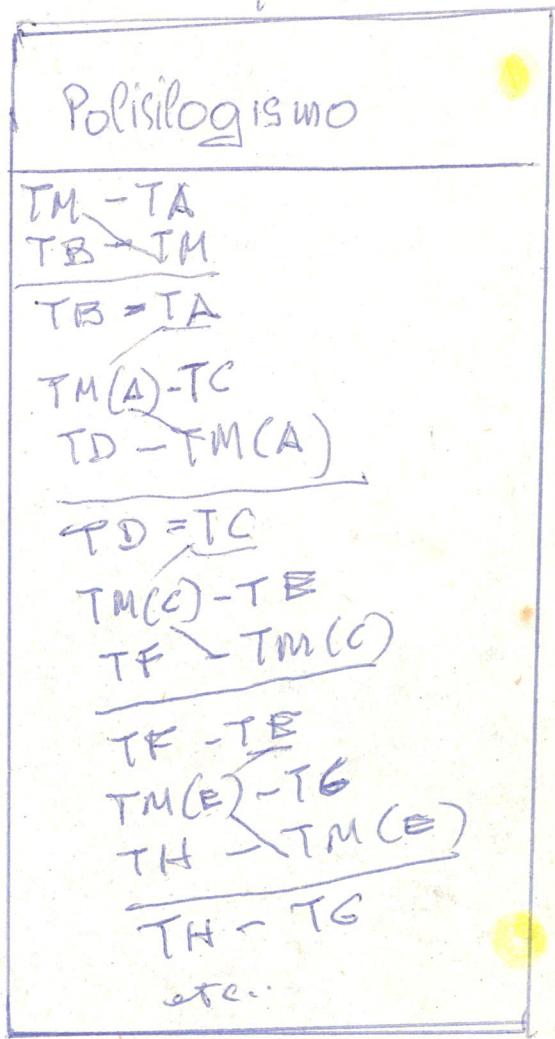 Polisilogismo
TM - TA
TB - TM
TB = TA
TM(A)-TC
TD - TM(A)
TD = TC
TM(C)-TE
TF - TM(C)
TF - TE
TM(E)-TG
TH - TM(E)
TH - TG
etc..